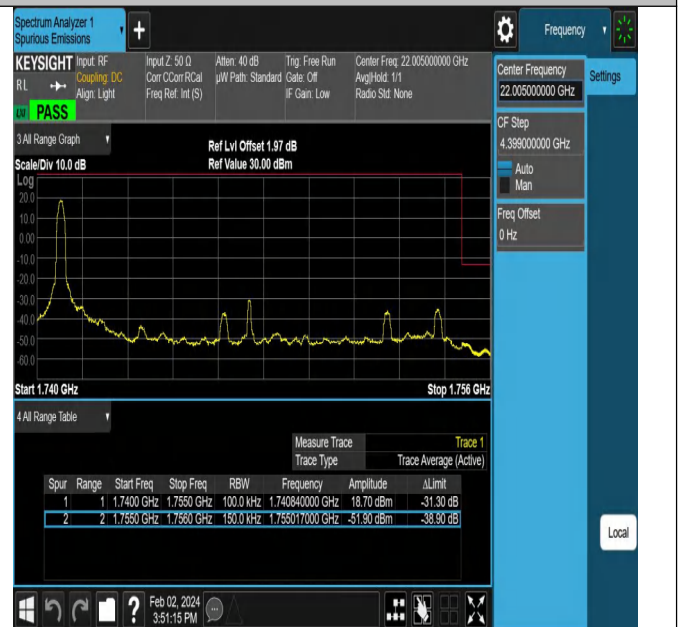 Spectrum Analyzer 1
Spurious Emissions
Frequency
KEYSIGHT
Input: RF
Input Z: 50 Ω
Atten: 40 dB
Trig: Free Run
Center Freq: 22.005000000 GHz
RL
Coupling: DC
Corr CCorr RCal
µW Path: Standard
Gate: Off
Avg|Hold: 1/1
Align: Light
Freq Ref: Int (S)
IF Gain: Low
Radio Std: None
PASS
Center Frequency
22.005000000 GHz
Settings
CF Step
4.399000000 GHz
Auto
Man
Freq Offset
0 Hz
3 All Range Graph
Ref Lvl Offset 1.97 dB
Scale/Div 10.0 dB
Ref Value 30.00 dBm
Log
20.0
10.0
0.00
-10.0
-20.0
-30.0
-40.0
-50.0
-60.0
Start 1.740 GHz
Stop 1.756 GHz
4 All Range Table
Measure Trace
Trace 1
Trace Type
Trace Average (Active)
Spur Range Start Freq Stop Freq RBW Frequency Amplitude ΔLimit
1 1 1.7400 GHz 1.7550 GHz 100.0 kHz 1.740840000 GHz 18.70 dBm -31.30 dB
2 2 1.7550 GHz 1.7560 GHz 150.0 kHz 1.755017000 GHz -51.90 dBm -38.90 dB
Local
?
Feb 02, 2024
3:51:15 PM